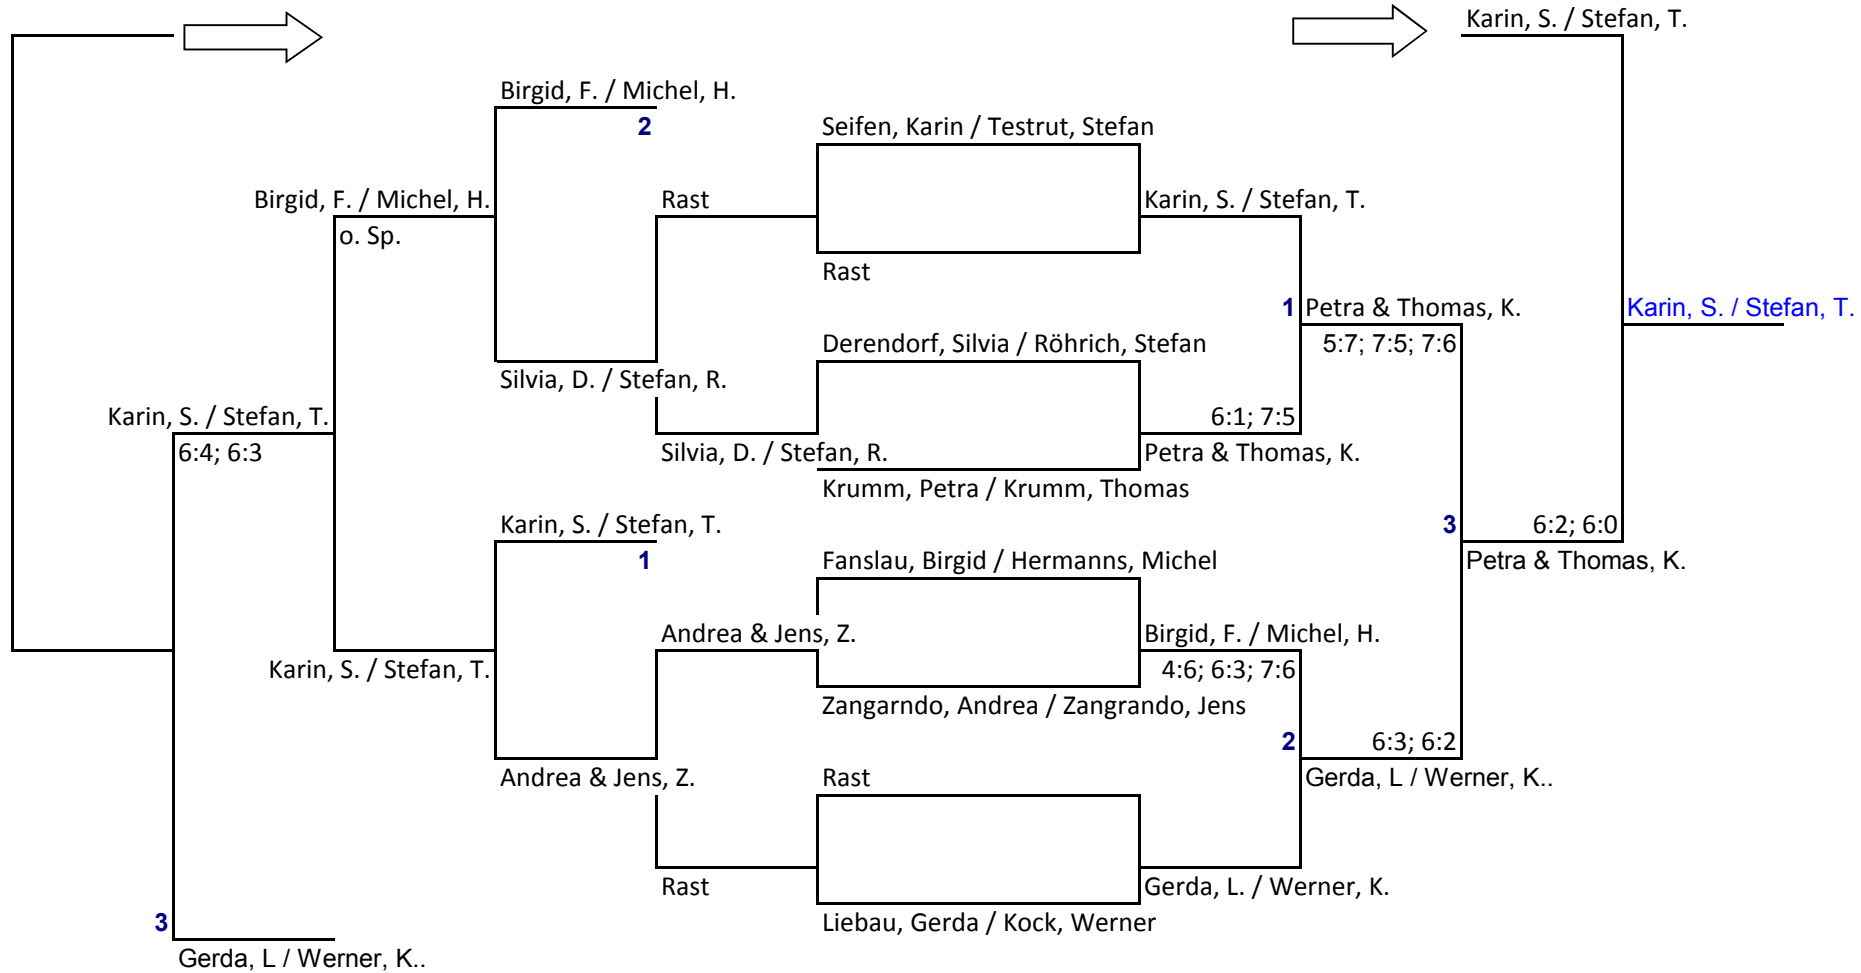 Karin, S. / Stefan, T.
Birgid, F. / Michel, H.
2
Seifen, Karin / Testrut, Stefan
Birgid, F. / Michel, H.
Rast
Karin, S. / Stefan, T.
o. Sp.
Rast
1
Petra & Thomas, K.
Karin, S. / Stefan, T.
Derendorf, Silvia / Röhrich, Stefan
5:7; 7:5; 7:6
Silvia, D. / Stefan, R.
Karin, S. / Stefan, T.
6:1; 7:5
6:4; 6:3
Silvia, D. / Stefan, R.
Petra & Thomas, K.
Krumm, Petra / Krumm, Thomas
Karin, S. / Stefan, T.
3
6:2; 6:0
1
Fanslau, Birgid / Hermanns, Michel
Petra & Thomas, K.
Andrea & Jens, Z.
Birgid, F. / Michel, H.
Karin, S. / Stefan, T.
4:6; 6:3; 7:6
Zangarndo, Andrea / Zangrando, Jens
2
6:3; 6:2
Andrea & Jens, Z.
Rast
Gerda, L / Werner, K..
Rast
Gerda, L. / Werner, K.
3
Liebau, Gerda / Kock, Werner
Gerda, L / Werner, K..